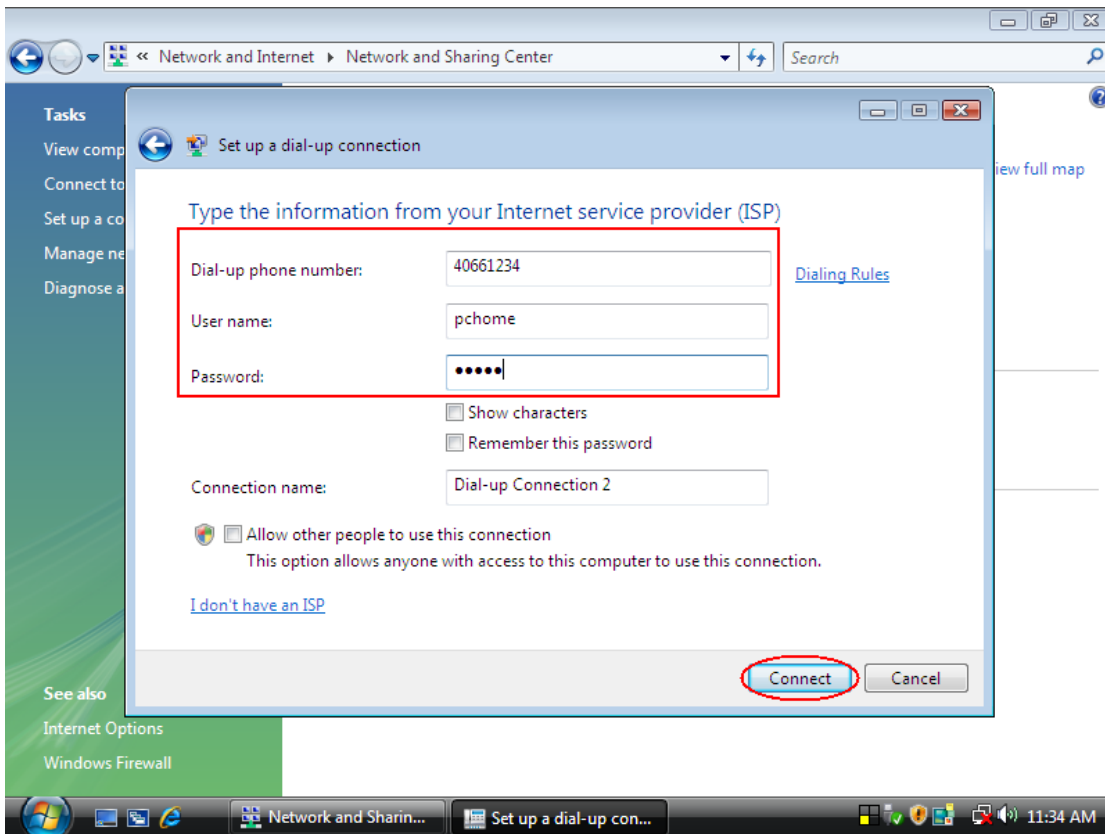 « Network and Internet ▸ Network and Sharing Center
Search
Tasks
View comp
Connect to
Set up a co
Manage ne
Diagnose a
iew full map
Set up a dial-up connection
Type the information from your Internet service provider (ISP)
Dial-up phone number:
40661234
Dialing Rules
User name:
pchome
Password:
•••••
Show characters
Remember this password
Connection name:
Dial-up Connection 2
Allow other people to use this connection
This option allows anyone with access to this computer to use this connection.
I don't have an ISP
Connect
Cancel
See also
Internet Options
Windows Firewall
Network and Sharin...
Set up a dial-up con...
11:34 AM